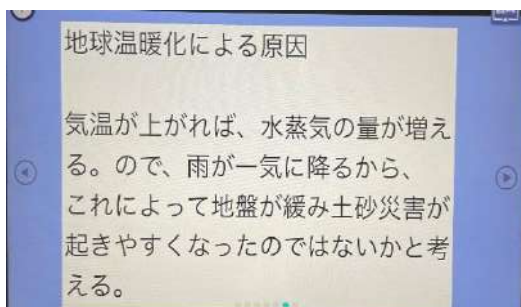 地球温暖化による原因
気温が上がれば、水蒸気の量が増え
る。ので、雨が一気に降るから、
これによって地盤が緩み土砂災害が
起きやすくなったのではないかと考
える。